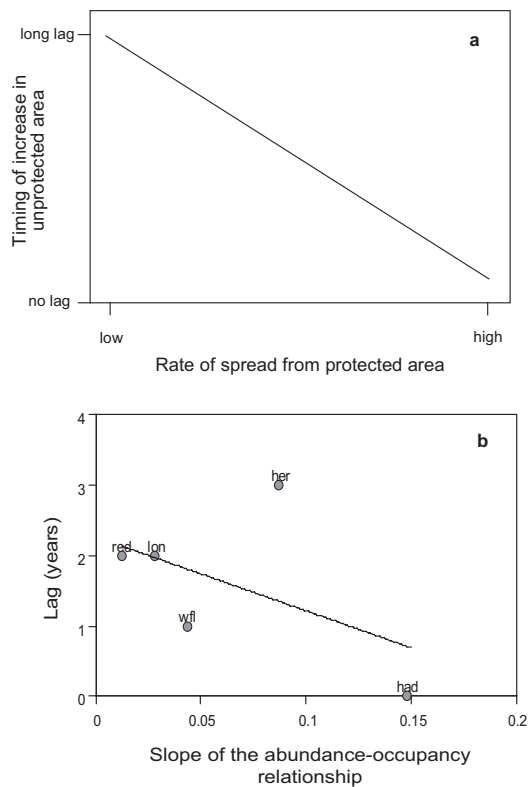 long lag
a
Timing of increase in
unprotected area
no lag
low
high
Rate of spread from protected area
4
b
her
3
Lag (years)
red
lon
2
wfl
1
had
0
0
0.05
0.1
0.15
0.2
Slope of the abundance-occupancy
relationship